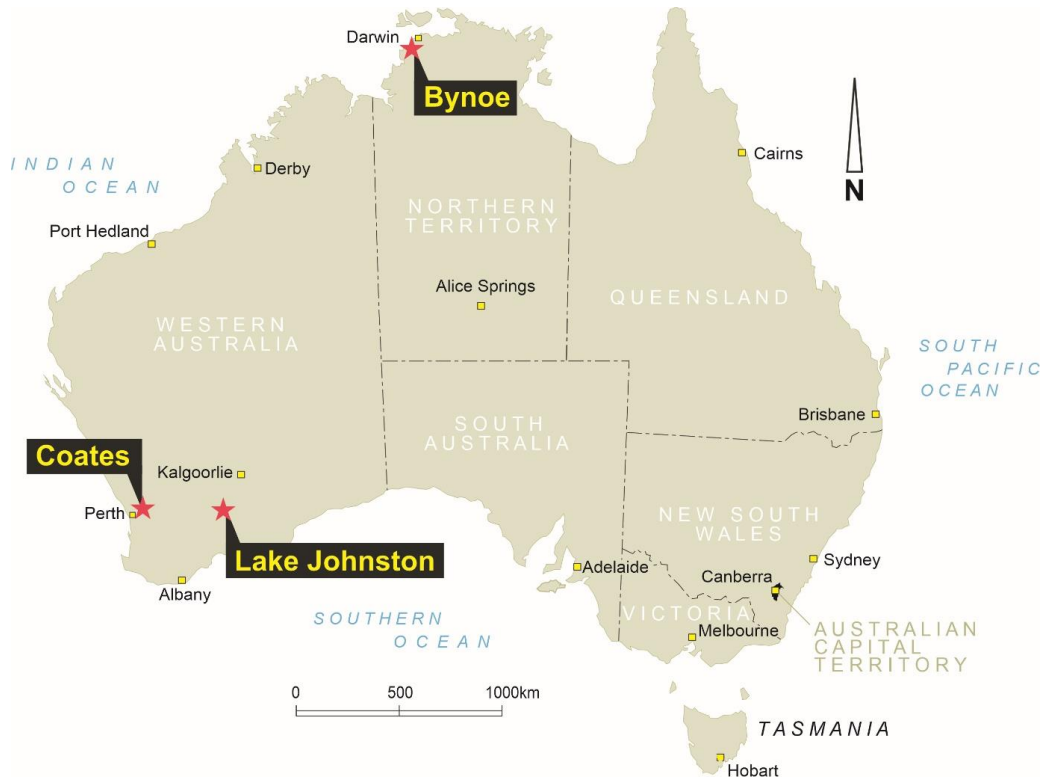 Darwin
Bynoe
Cairns
INDIAN
OCEAN
Derby
N
NORTHERN
TERRITORY
Port Hedland
Alice Springs
QUEENSLAND
WESTERN
AUSTRALIA
SOUTH
PACIFIC
OCEAN
Brisbane
SOUTH
AUSTRALIA
Coates
Kalgoorlie
Perth
NEW SOUTH
WALES
Lake Johnston
Sydney
Adelaide
Canberra
Albany
VICTORIA
SOUTHERN
OCEAN
Melbourne
AUSTRALIAN
CAPITAL
TERRITORY
0 500 1000km
TASMANIA
Hobart